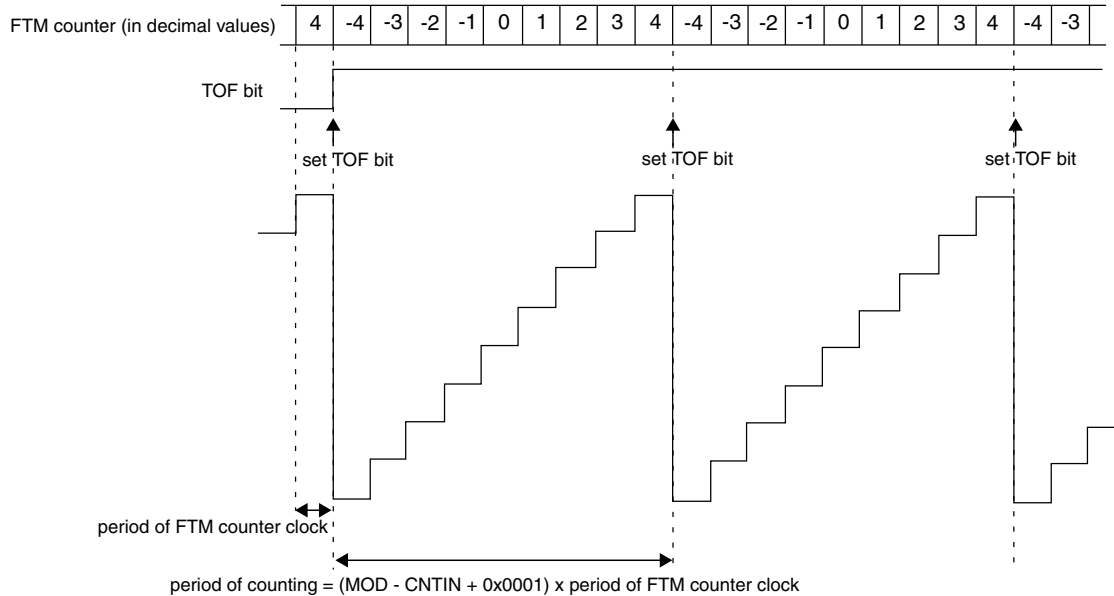 FTM counter (in decimal values) 4 -4 -3 -2 -1 0 1 2 3 4 -4 -3 -2 -1 0 1 2 3 4 -4 -3
TOF bit
set TOF bit set TOF bit set TOF bit
period of FTM counter clock
period of counting = (MOD - CNTIN + 0x0001) x period of FTM counter clock